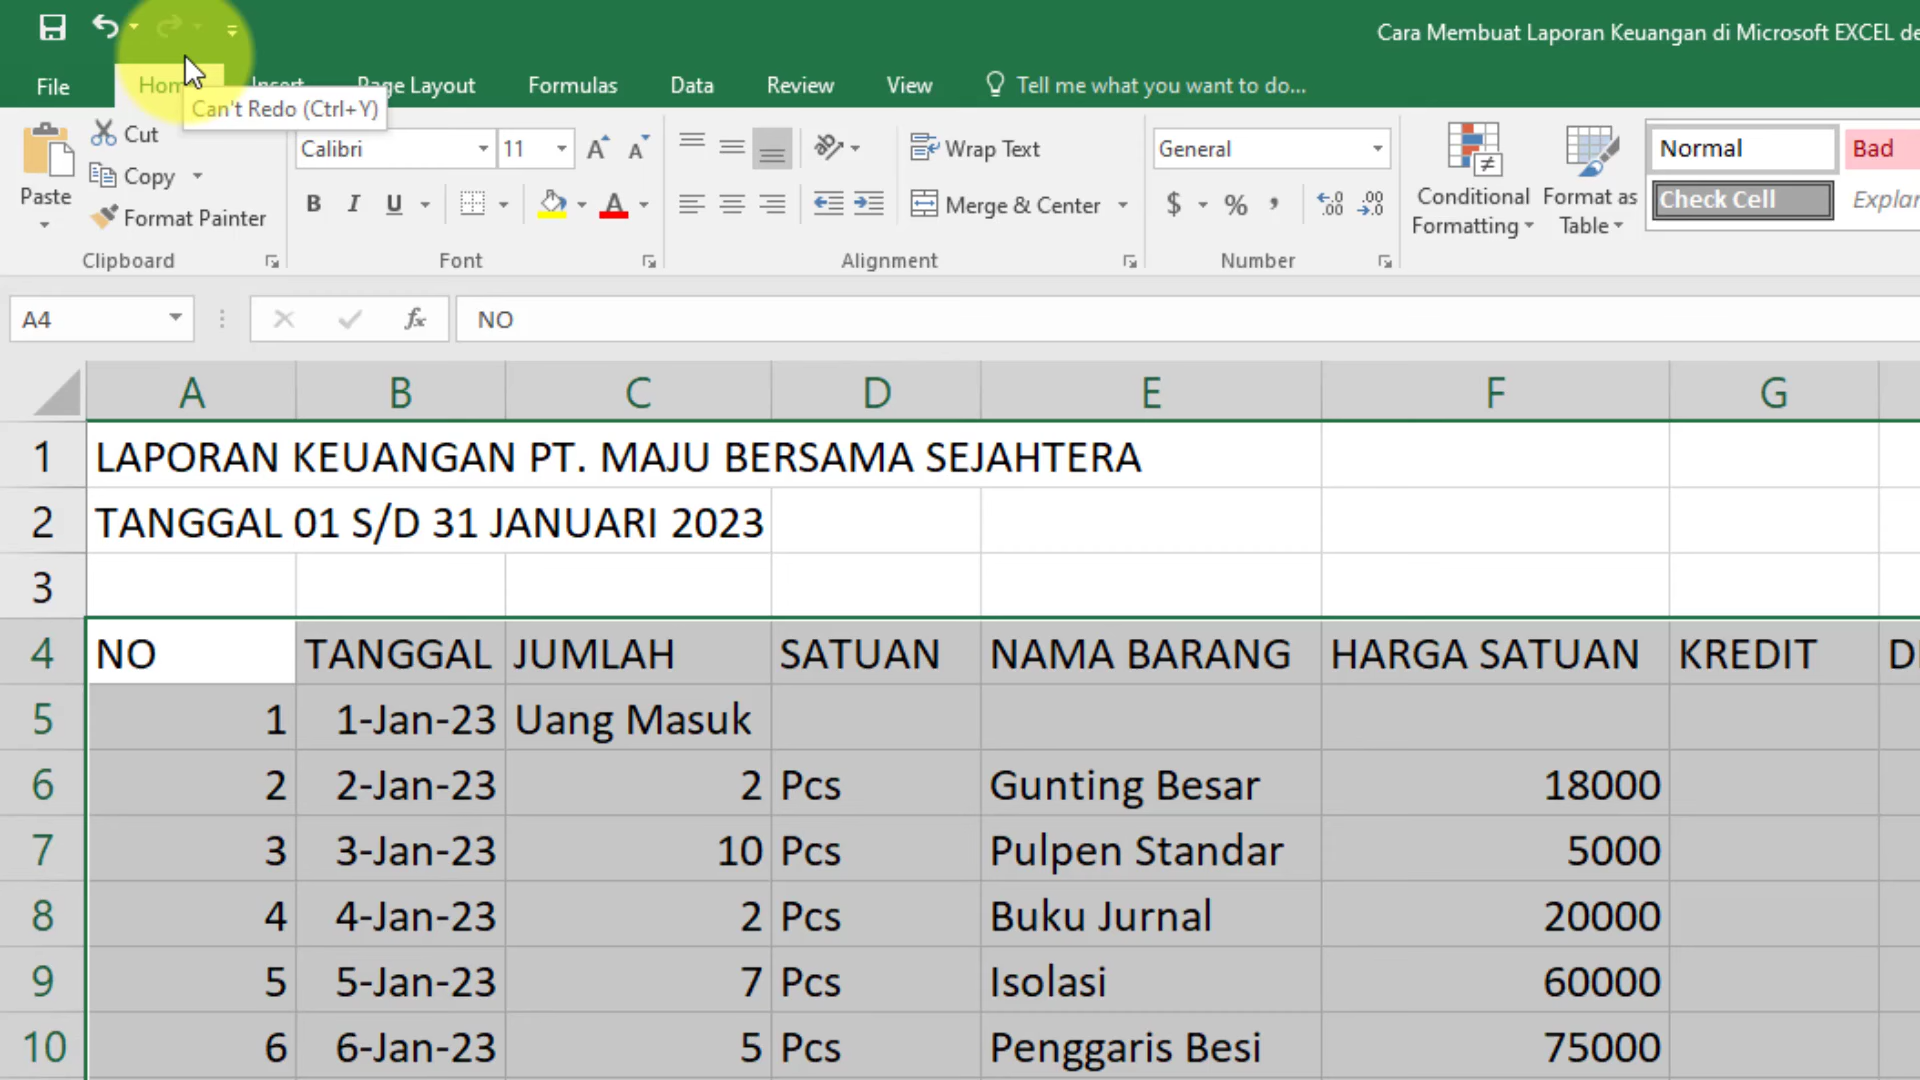 Cara Membuat Laporan Keuangan di Microsoft EXCEL de
File Home Insert Page Layout Formulas Data Review View Tell me what you want to do...
Can't Redo (Ctrl+Y)
Paste
Cut
Copy
Format Painter
Clipboard
Calibri 11
B I U A
Font
Wrap Text
Merge & Center
Alignment
General
$ % , .00 .00
Number
Conditional Formatting
Format as Table
Normal Bad
Check Cell Explan
A4 fx NO
A B C D E F G
1 LAPORAN KEUANGAN PT. MAJU BERSAMA SEJAHTERA
2 TANGGAL 01 S/D 31 JANUARI 2023
3
4 NO TANGGAL JUMLAH SATUAN NAMA BARANG HARGA SATUAN KREDIT
5 1 1-Jan-23 Uang Masuk
6 2 2-Jan-23 2 Pcs Gunting Besar 18000
7 3 3-Jan-23 10 Pcs Pulpen Standar 5000
8 4 4-Jan-23 2 Pcs Buku Jurnal 20000
9 5 5-Jan-23 7 Pcs Isolasi 60000
10 6 6-Jan-23 5 Pcs Penggaris Besi 75000